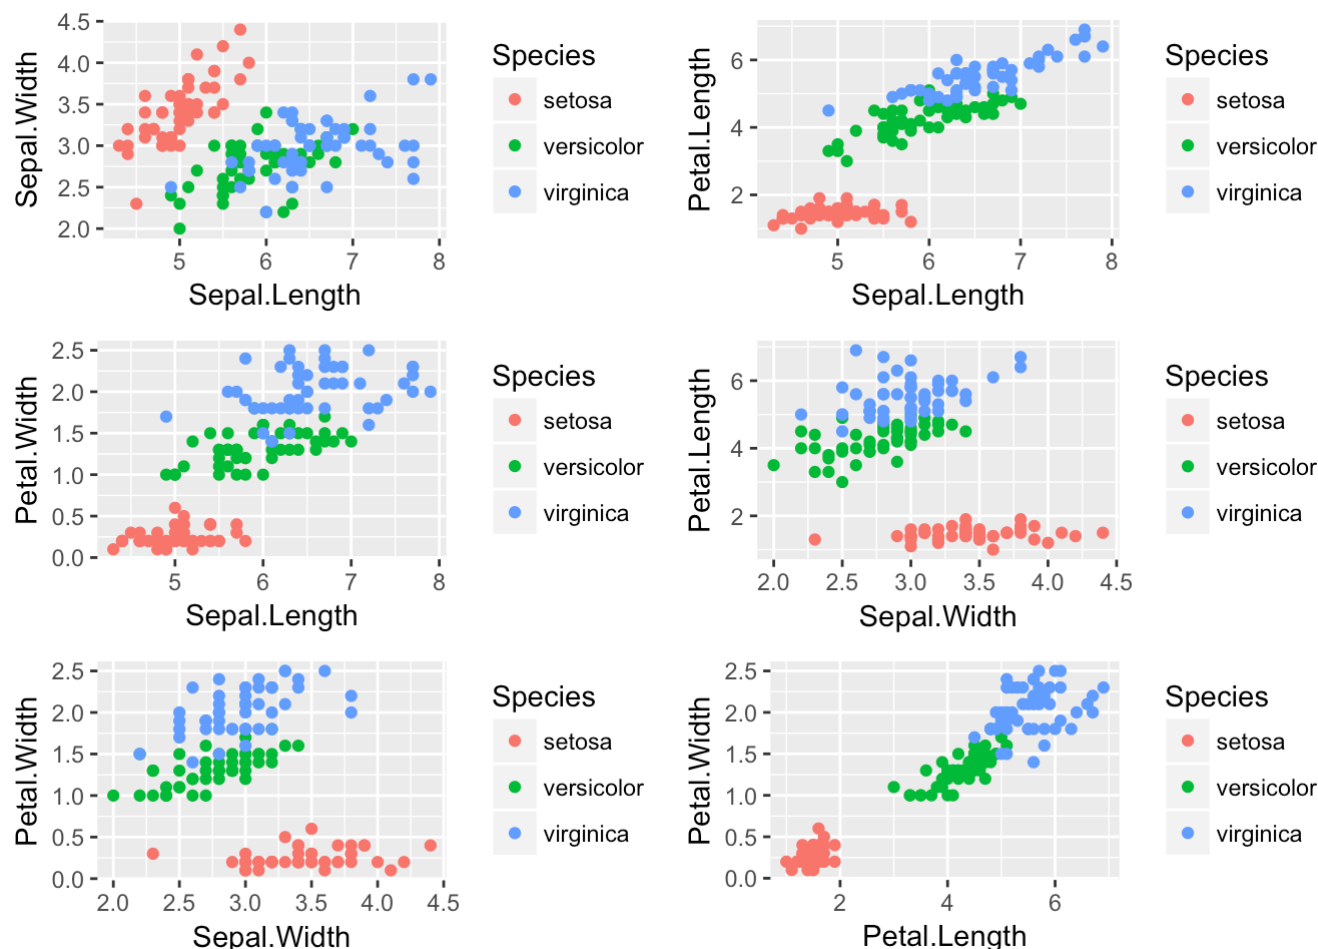 Sepal.Width
4.5
4.0
3.5
3.0
2.5
2.0
5 6 7 8
Sepal.Length
Species
setosa
versicolor
virginica
Petal.Length
6
4
2
5 6 7 8
Sepal.Length
Species
setosa
versicolor
virginica
Petal.Width
2.5
2.0
1.5
1.0
0.5
0.0
5 6 7 8
Sepal.Length
Species
setosa
versicolor
virginica
Petal.Length
6
4
2
2.0 2.5 3.0 3.5 4.0 4.5
Sepal.Width
Species
setosa
versicolor
virginica
Petal.Width
2.5
2.0
1.5
1.0
0.5
0.0
2.0 2.5 3.0 3.5 4.0 4.5
Sepal.Width
Species
setosa
versicolor
virginica
Petal.Width
2.5
2.0
1.5
1.0
0.5
0.0
2 4 6
Petal.Length
Species
setosa
versicolor
virginica